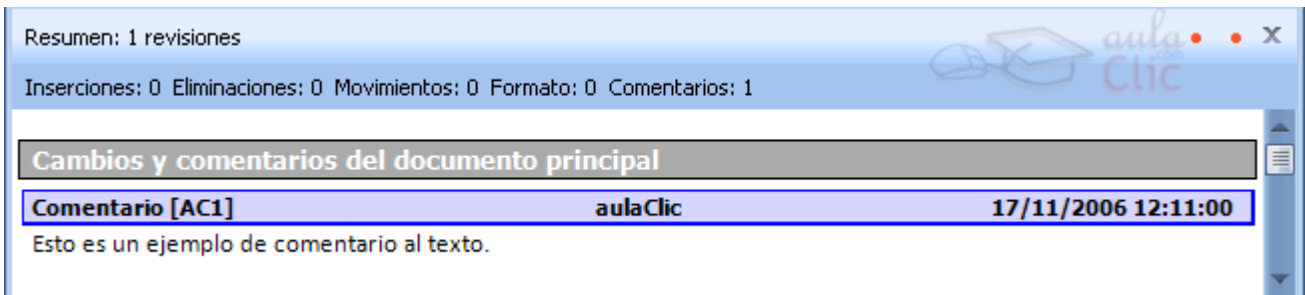 Resumen: 1 revisiones
aula
.com
Clic
Inserciones: 0 Eliminaciones: 0 Movimientos: 0 Formato: 0 Comentarios: 1
Cambios y comentarios del documento principal
Comentario [AC1] aulaClic 17/11/2006 12:11:00
Esto es un ejemplo de comentario al texto.